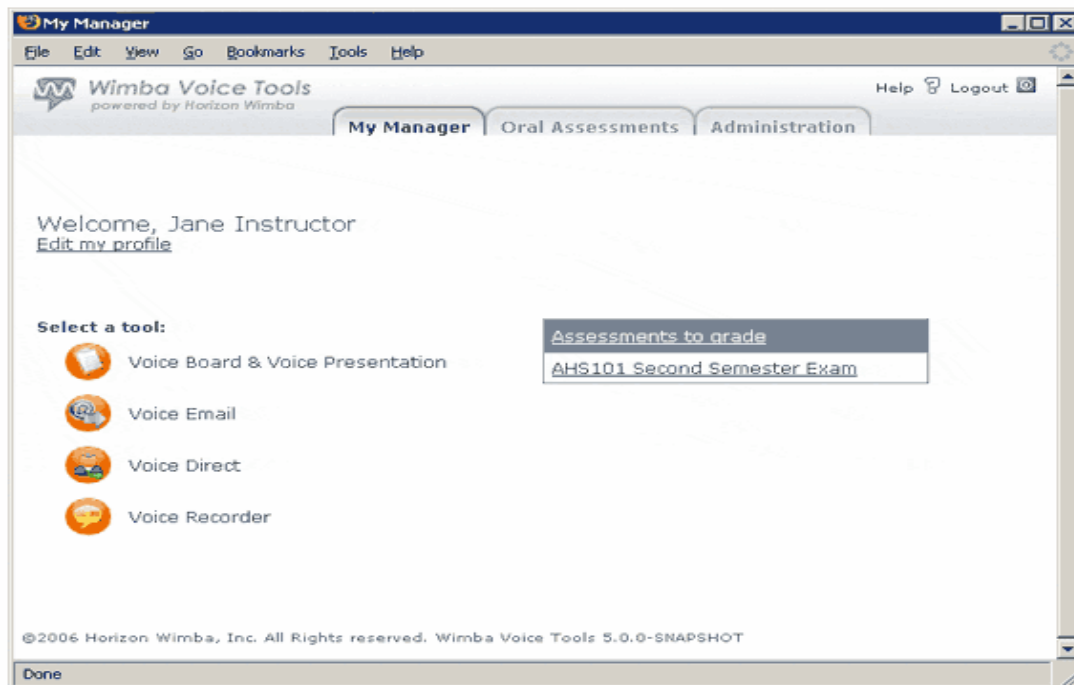 My Manager
File Edit View Go Bookmarks Tools Help
Wimba Voice Tools
powered by Horizon Wimba
Help Logout
My Manager Oral Assessments Administration
Welcome, Jane Instructor
Edit my profile
Select a tool:
Voice Board & Voice Presentation
Voice Email
Voice Direct
Voice Recorder
Assessments to grade
AHS101 Second Semester Exam
©2006 Horizon Wimba, Inc. All Rights reserved. Wimba Voice Tools 5.0.0-SNAPSHOT
Done